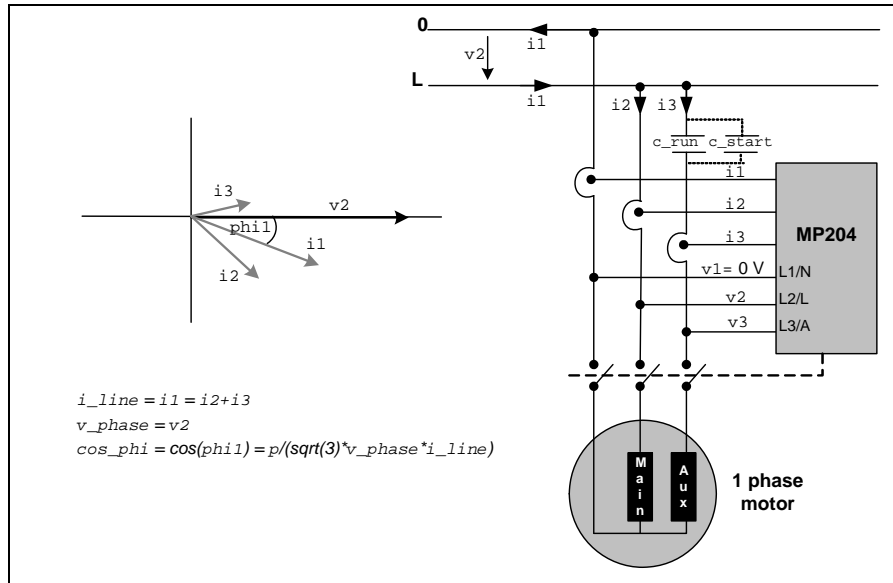 0
i1
v2
L
i1
i2
i3
c_run
c_start
i1
i3
v2
i2
phi1
MP204
i1
i3
i2
v1= 0 V
L1/N
v2
L2/L
v3
L3/A
i_line = i1 = i2+i3
v_phase = v2
cos_phi = cos(phi1) = p/(sqrt(3)*v_phase*i_line)
Main
Aux
1 phase
motor